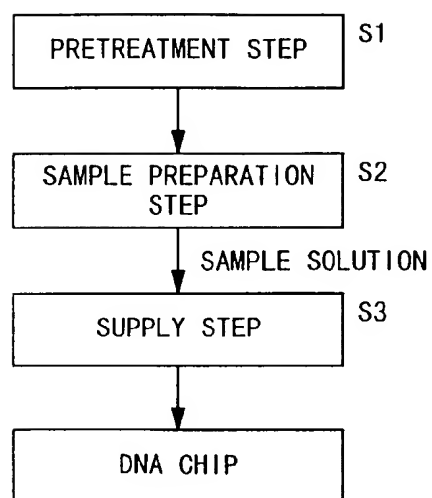 PRETREATMENT STEP
S1
SAMPLE PREPARATION
STEP
S2
SAMPLE SOLUTION
SUPPLY STEP
S3
DNA CHIP